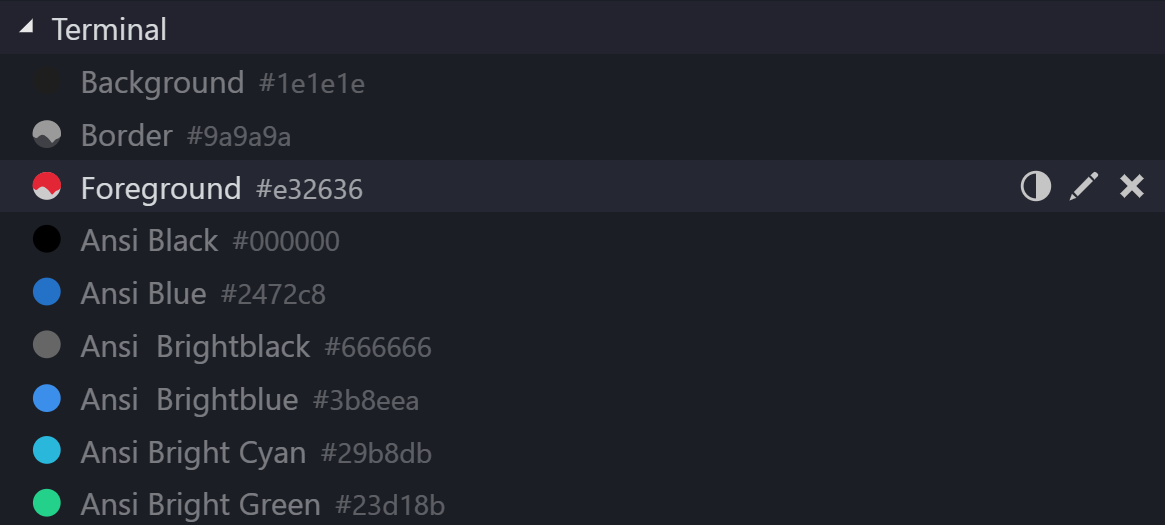 Terminal
Background #1e1e1e
Border #9a9a9a
Foreground #e32636
Ansi Black #000000
Ansi Blue #2472c8
Ansi  Brightblack #666666
Ansi  Brightblue #3b8eea
Ansi Bright Cyan #29b8db
Ansi Bright Green #23d18b